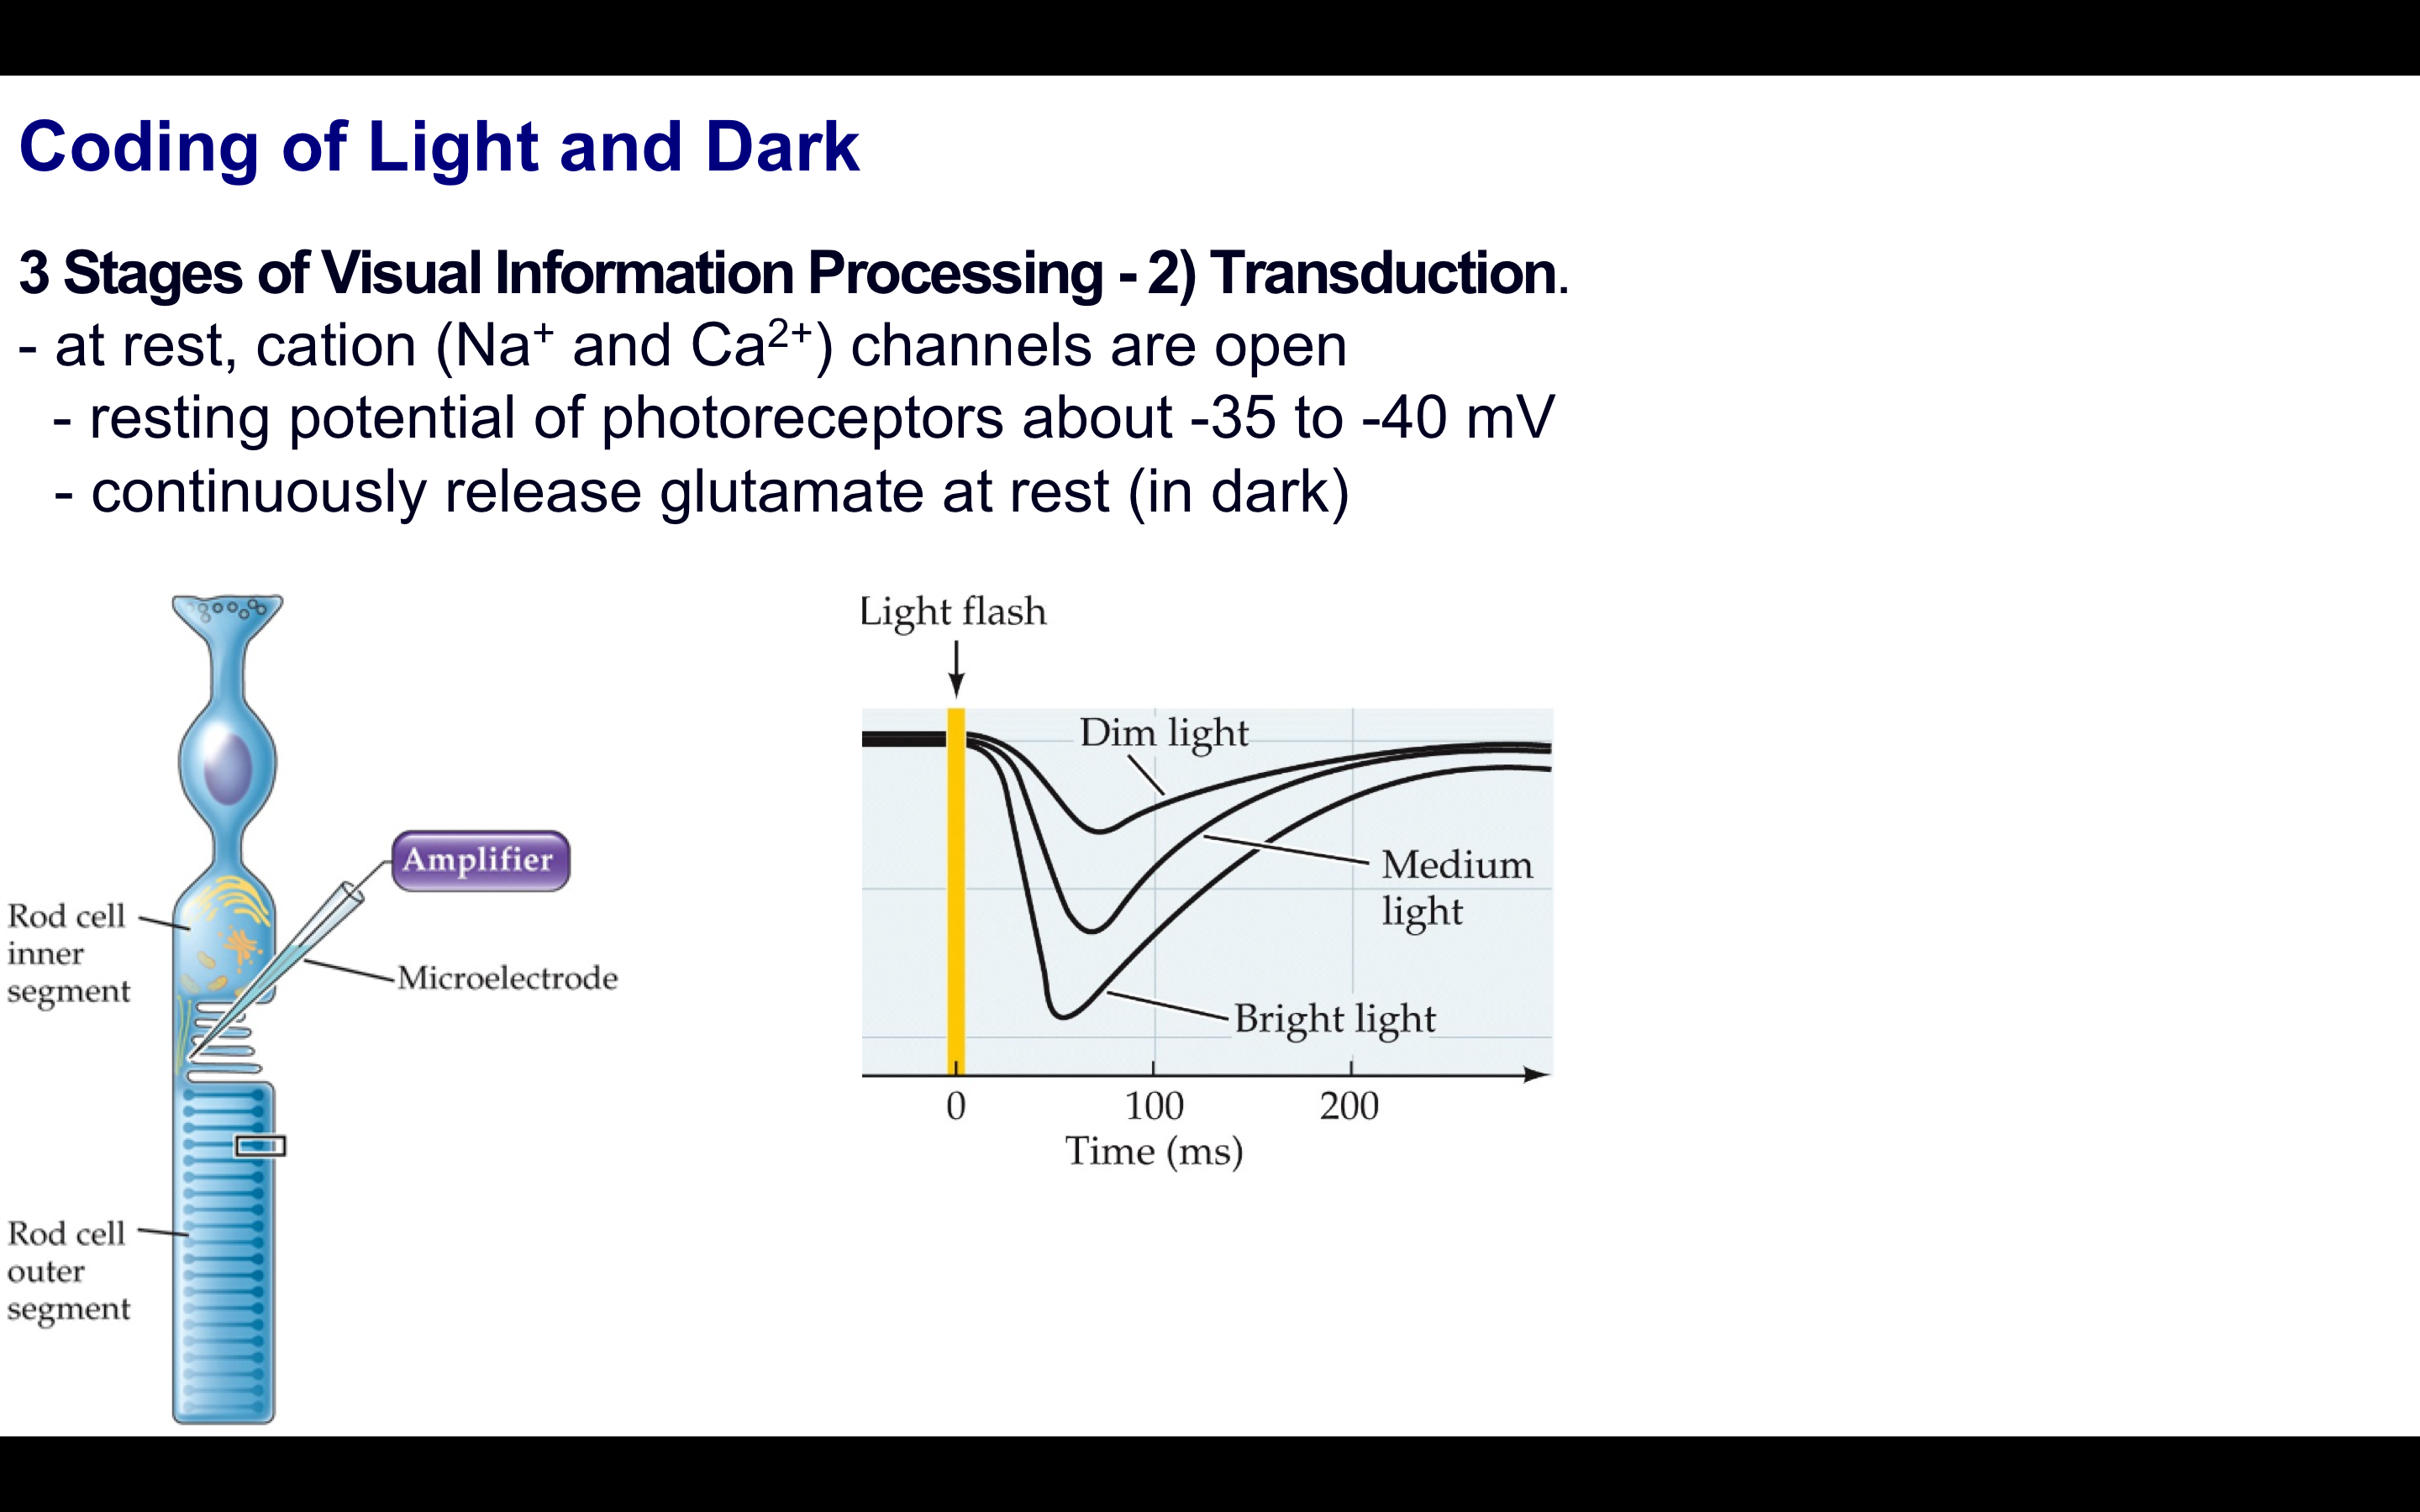 Coding of Light and Dark
3 Stages of Visual Information Processing - 2) Transduction.
- at rest, cation (Na⁺ and Ca²⁺) channels are open
- resting potential of photoreceptors about -35 to -40 mV
- continuously release glutamate at rest (in dark)
Amplifier
Rod cell
inner
segment
Microelectrode
Rod cell
outer
segment
Light flash
Dim light
Medium
light
Bright light
0 100 200
Time (ms)